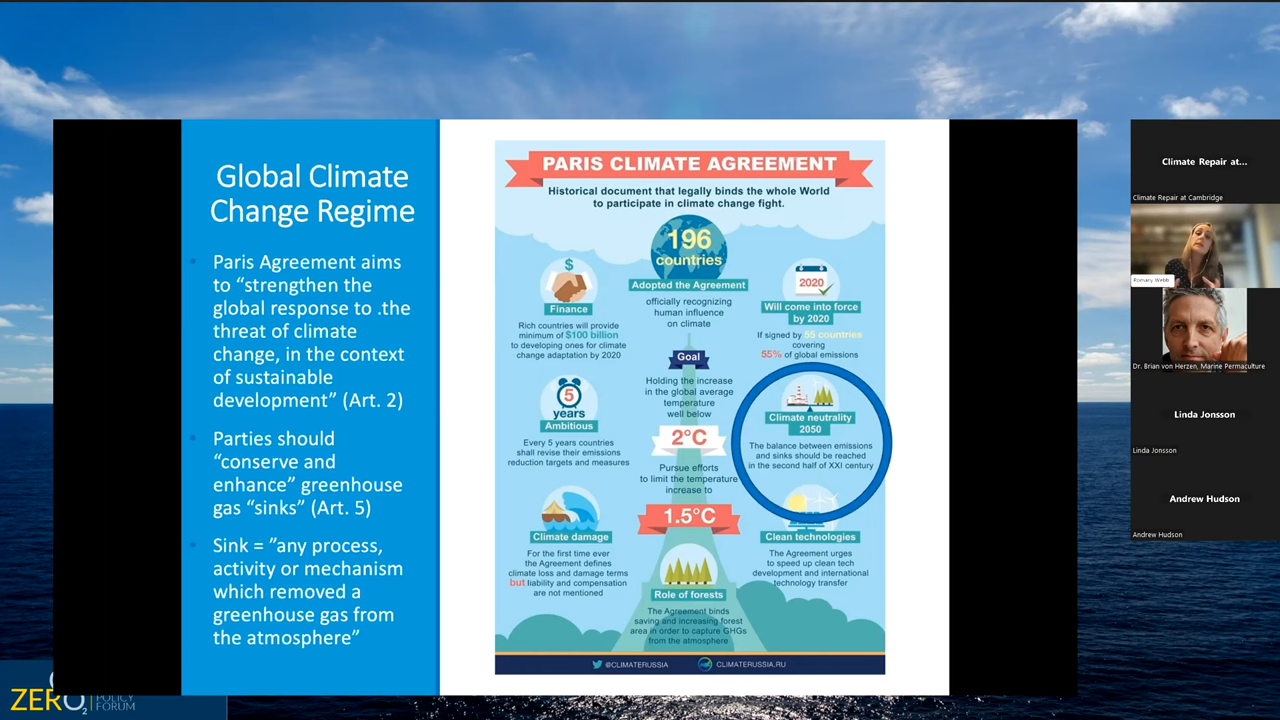 Global Climate
Change Regime
Paris Agreement aims
to “strengthen the
global response to .the
threat of climate
change, in the context
of sustainable
development” (Art. 2)
Parties should
“conserve and
enhance” greenhouse
gas “sinks” (Art. 5)
Sink = ”any process,
activity or mechanism
which removed a
greenhouse gas from
the atmosphere”
PARIS CLIMATE AGREEMENT
Historical document that legally binds the whole World
to participate in climate change fight.
196
countries
Adopted the Agreement
officially recognizing
human influence
on climate
$
Finance
Rich countries will provide
minimum of $100 billion
to developing ones for climate
change adaptation by 2020
2020
Will come into force
by 2020
If signed by 55 countries
covering
55% of global emissions
Goal
Holding the increase
in the global average
temperature
well below
2°C
Pursue efforts
to limit the temperature
increase to
1.5°C
5
years
Ambitious
Every 5 years countries
shall revise their emissions
reduction targets and measures
Climate neutrality
2050
The balance between emissions
and sinks should be reached
in the second half of XXI century
Climate damage
For the first time ever
the Agreement defines
climate loss and damage terms
but liability and compensation
are not mentioned
Role of forests
The Agreement binds
saving and increasing forest
area in order to capture GHGs
from the atmosphere
Clean technologies
The Agreement urges
to speed up clean tech
development and international
technology transfer
@CLIMATERUSSIA
CLIMATERUSSIA.RU
Climate Repair at...
Climate Repair at Cambridge
Romany Webb
Dr. Brian von Herzen, Marine Permaculture
Linda Jonsson
Linda Jonsson
Andrew Hudson
Andrew Hudson
ZERO2
POLICY
FORUM